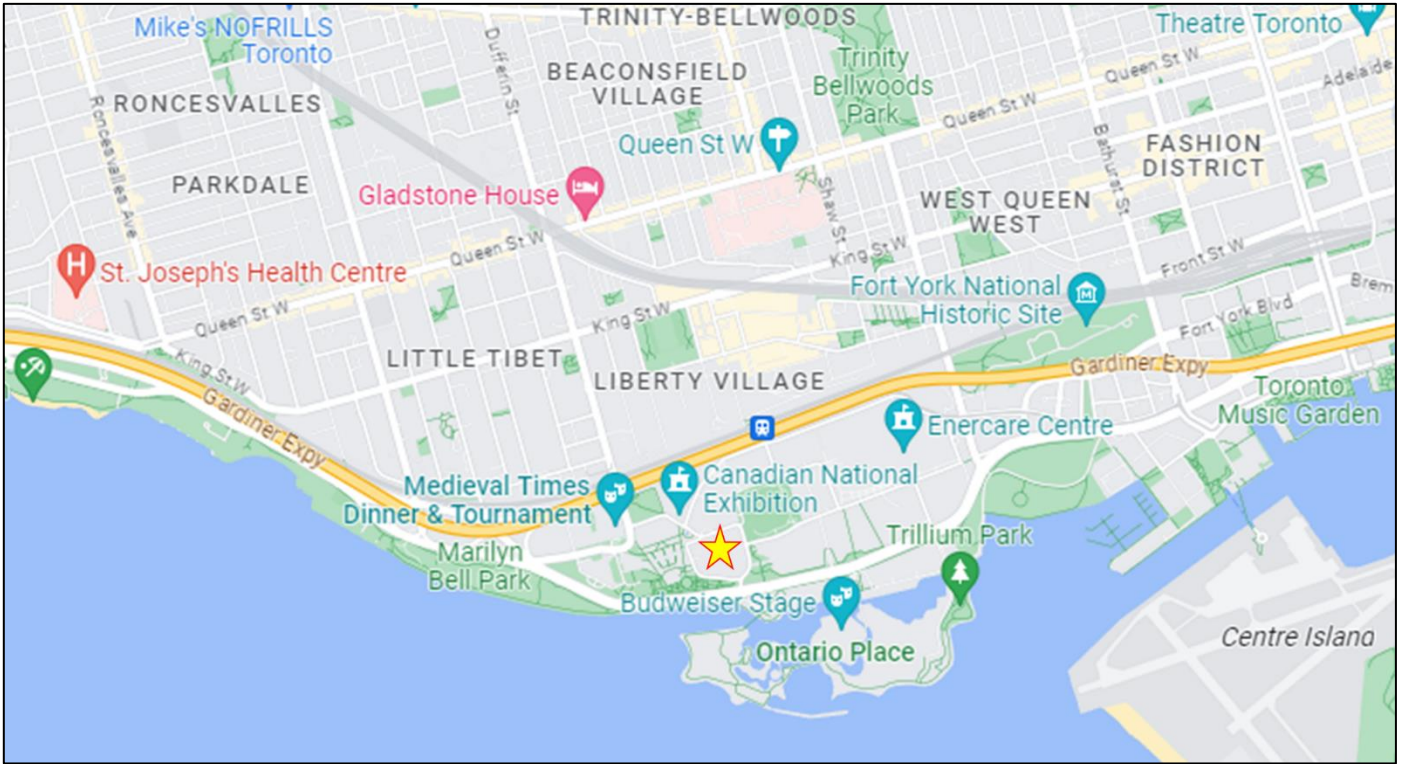 TRINITY-BELLWOODS
Mike's NOFRILLS
Toronto
Theatre Toronto
Dufferin St
Trinity
Bellwoods
Park
Queen St W
Adelaide
BEACONSFIELD
VILLAGE
RONCESVALLES
Roncesvalles Ave
Queen St W
Queen St W
Bathurst St
FASHION
DISTRICT
PARKDALE
Gladstone House
Shaw St
WEST QUEEN
WEST
Queen St W
King St W
Front St W
St. Joseph's Health Centre
Fort York National
Historic Site
Brem
Queen St W
King St W
Fort York Blvd
King St W
LITTLE TIBET
LIBERTY VILLAGE
Gardiner Expy
Gardiner Expy
Toronto
Music Garden
Enercare Centre
Medieval Times
Dinner & Tournament
Canadian National
Exhibition
Marilyn
Bell Park
Trillium Park
Budweiser Stage
Ontario Place
Centre Island
H
M